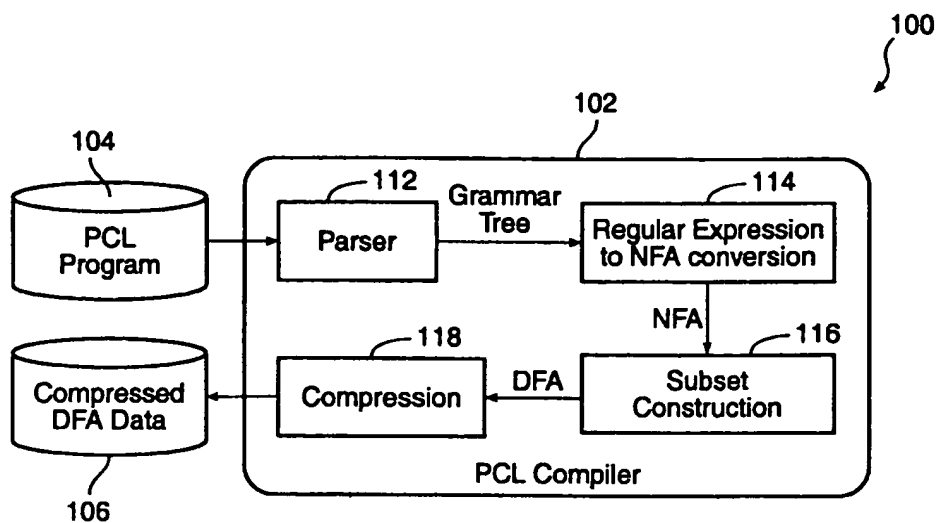 100
102
104
PCL
Program
112
Parser
Grammar
Tree
114
Regular Expression
to NFA conversion
NFA
116
Subset
Construction
DFA
118
Compression
Compressed
DFA Data
106
PCL Compiler